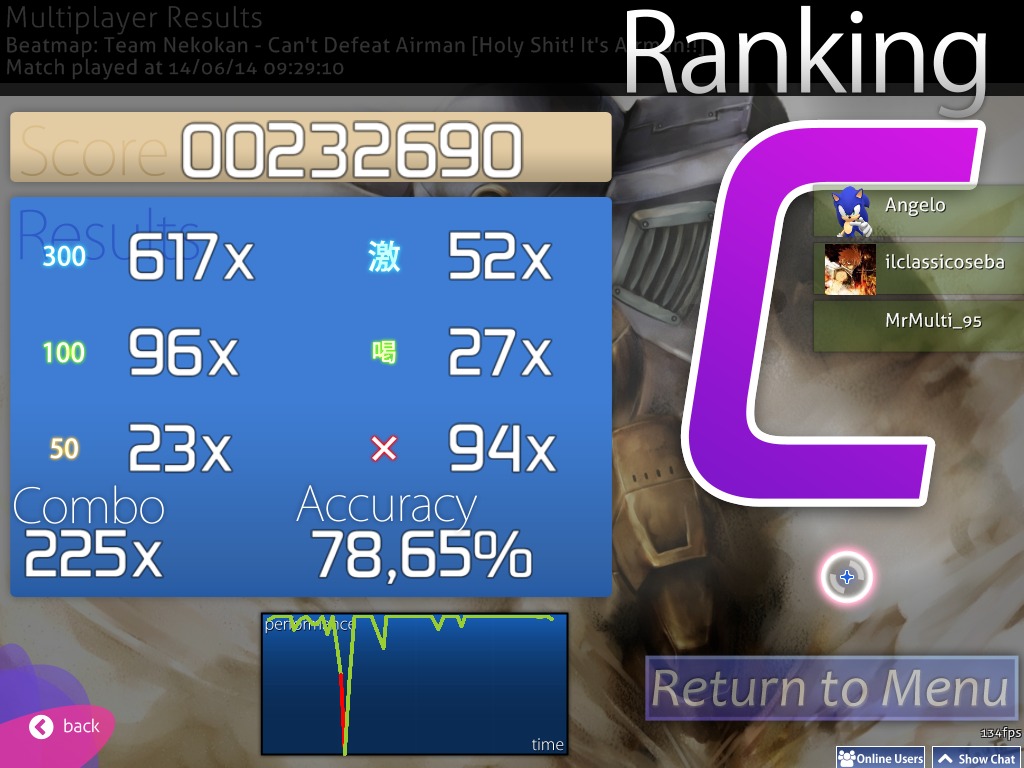 Multiplayer Results
Beatmap: Team Nekokan - Can't Defeat Airman [Holy Shit! It's Airman!!]
Match played at 14/06/14 09:29:10
Ranking
Score 00232690
Results
300 617x 激 52x
100 96x 喝 27x
50 23x 94x
Combo Accuracy
225x 78,65%
C
Angelo
ilclassicoseba
MrMulti_95
performance
time
Return to Menu
back
134fps
Online Users
Show Chat